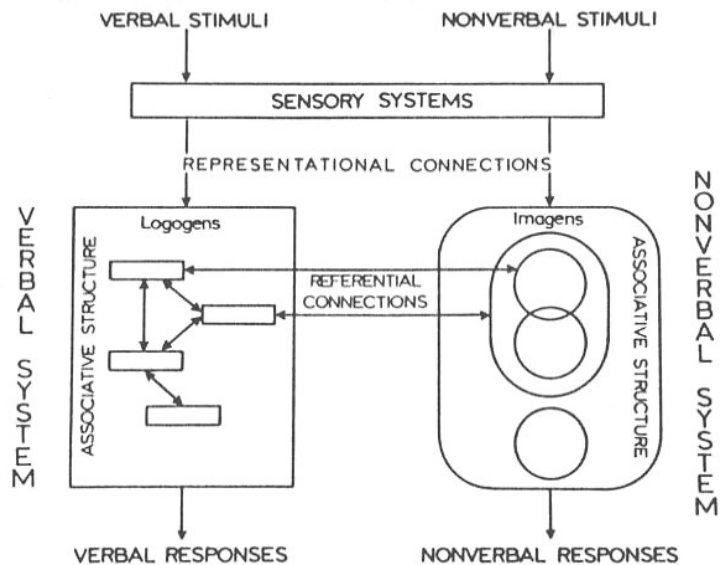 VERBAL STIMULI
NONVERBAL STIMULI
SENSORY SYSTEMS
REPRESENTATIONAL CONNECTIONS
VERBAL SYSTEM
Logogens
ASSOCIATIVE STRUCTURE
REFERENTIAL
CONNECTIONS
Imagens
ASSOCIATIVE STRUCTURE
NONVERBAL SYSTEM
VERBAL RESPONSES
NONVERBAL RESPONSES